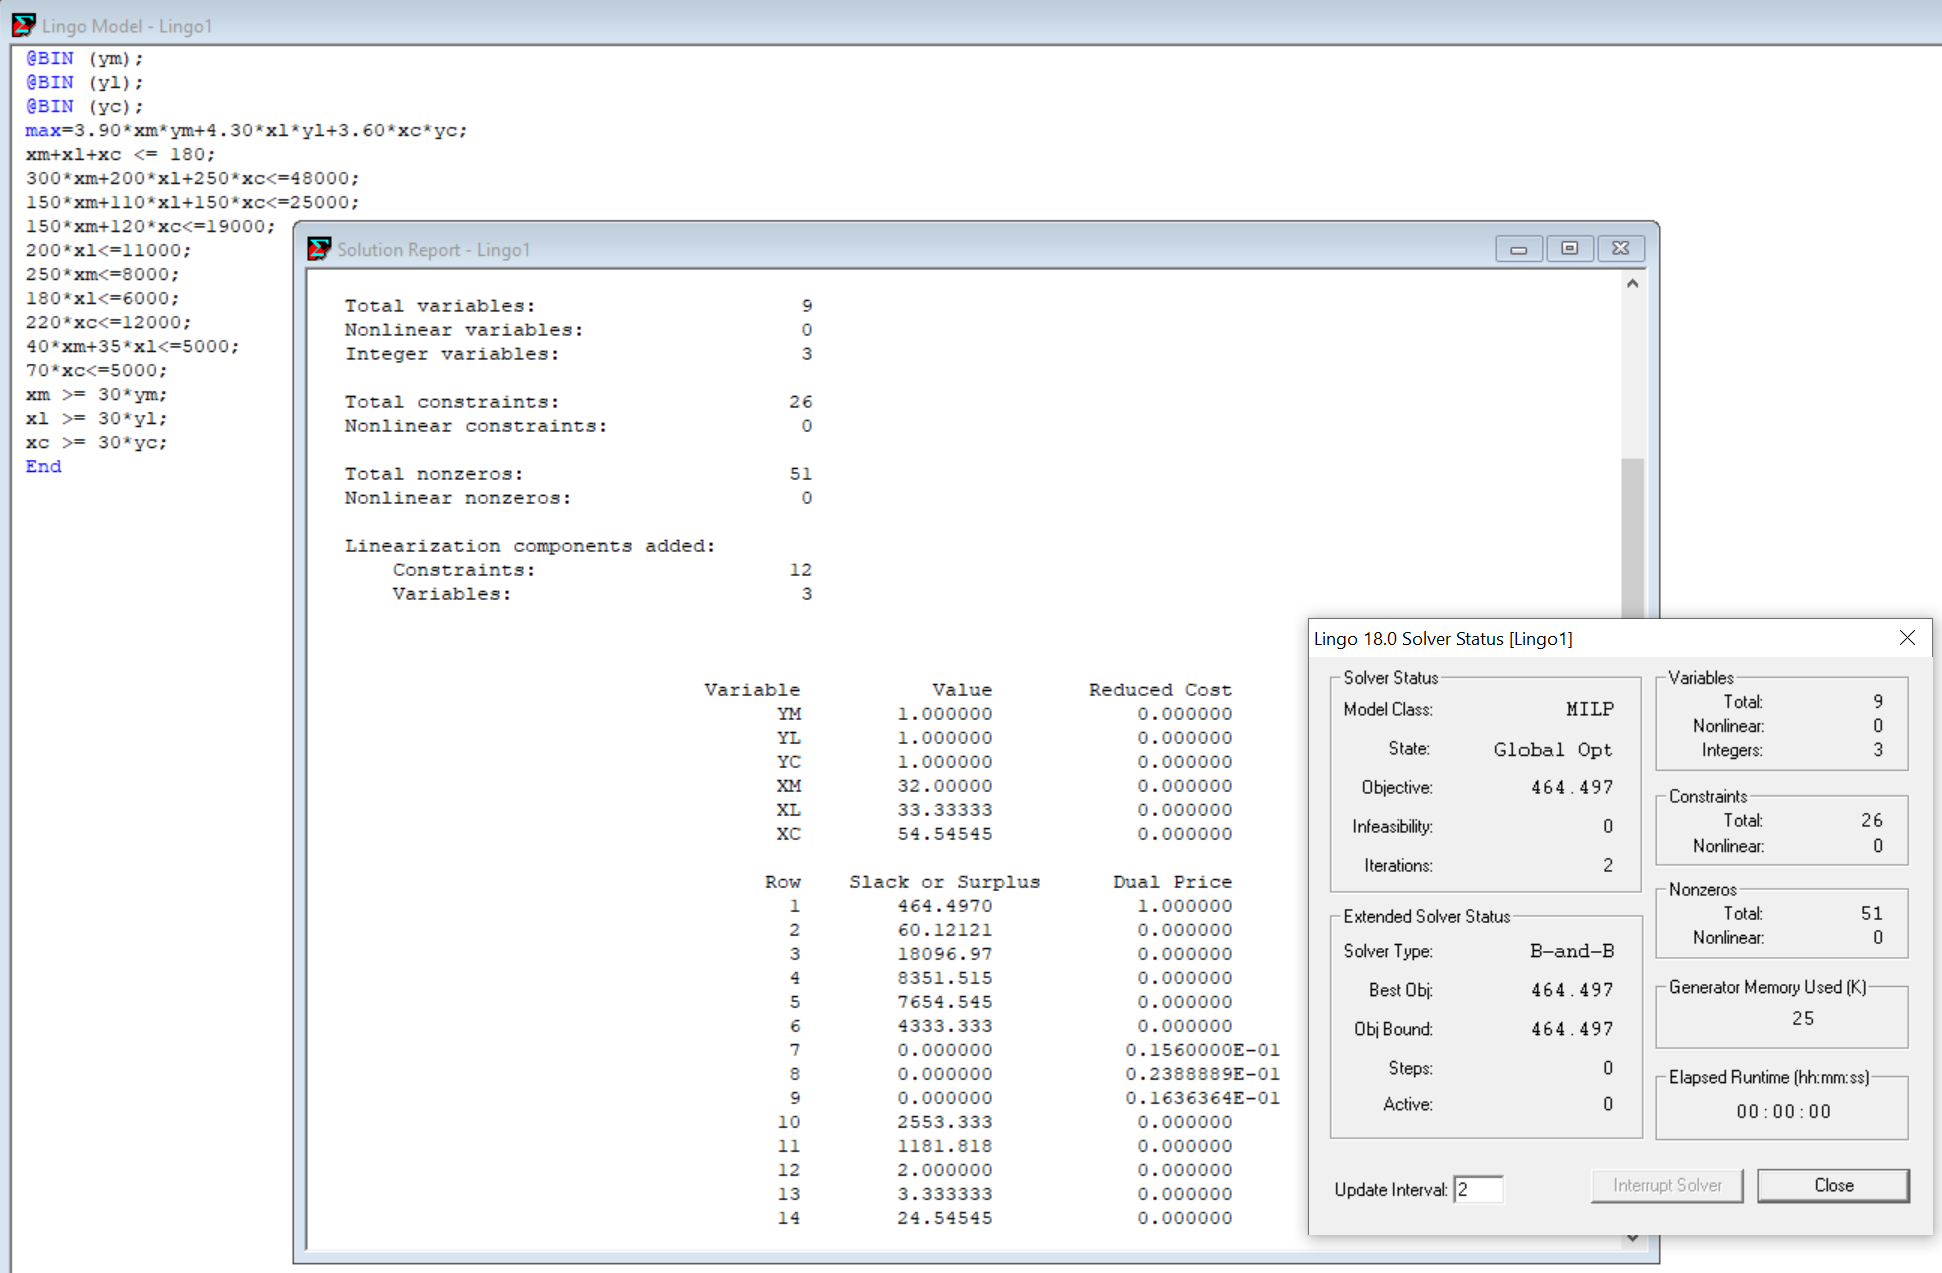 Lingo Model - Lingo1
@BIN (ym);
@BIN (yl);
@BIN (yc);
max=3.90*xm*ym+4.30*xl*yl+3.60*xc*yc;
xm+xl+xc <= 180;
300*xm+200*xl+250*xc<=48000;
150*xm+110*xl+150*xc<=25000;
150*xm+120*xc<=19000;
200*xl<=11000;
250*xm<=8000;
180*xl<=6000;
220*xc<=12000;
40*xm+35*xl<=5000;
70*xc<=5000;
xm >= 30*ym;
xl >= 30*yl;
xc >= 30*yc;
End
Solution Report - Lingo1
Total variables: 9
Nonlinear variables: 0
Integer variables: 3
Total constraints: 26
Nonlinear constraints: 0
Total nonzeros: 51
Nonlinear nonzeros: 0
Linearization components added:
Constraints: 12
Variables: 3
Variable Value Reduced Cost
YM 1.000000 0.000000
YL 1.000000 0.000000
YC 1.000000 0.000000
XM 32.00000 0.000000
XL 33.33333 0.000000
XC 54.54545 0.000000
Row Slack or Surplus Dual Price
1 464.4970 1.000000
2 60.12121 0.000000
3 18096.97 0.000000
4 8351.515 0.000000
5 7654.545 0.000000
6 4333.333 0.000000
7 0.000000 0.1560000E-01
8 0.000000 0.2388889E-01
9 0.000000 0.1636364E-01
10 2553.333 0.000000
11 1181.818 0.000000
12 2.000000 0.000000
13 3.333333 0.000000
14 24.54545 0.000000
Lingo 18.0 Solver Status [Lingo1]
Solver Status
Model Class: MILP
State: Global Opt
Objective: 464.497
Infeasibility: 0
Iterations: 2
Extended Solver Status
Solver Type: B-and-B
Best Obj: 464.497
Obj Bound: 464.497
Steps: 0
Active: 0
Variables
Total: 9
Nonlinear: 0
Integers: 3
Constraints
Total: 26
Nonlinear: 0
Nonzeros
Total: 51
Nonlinear: 0
Generator Memory Used (K)
25
Elapsed Runtime (hh:mm:ss)
00:00:00
Update Interval: 2
Interrupt Solver
Close